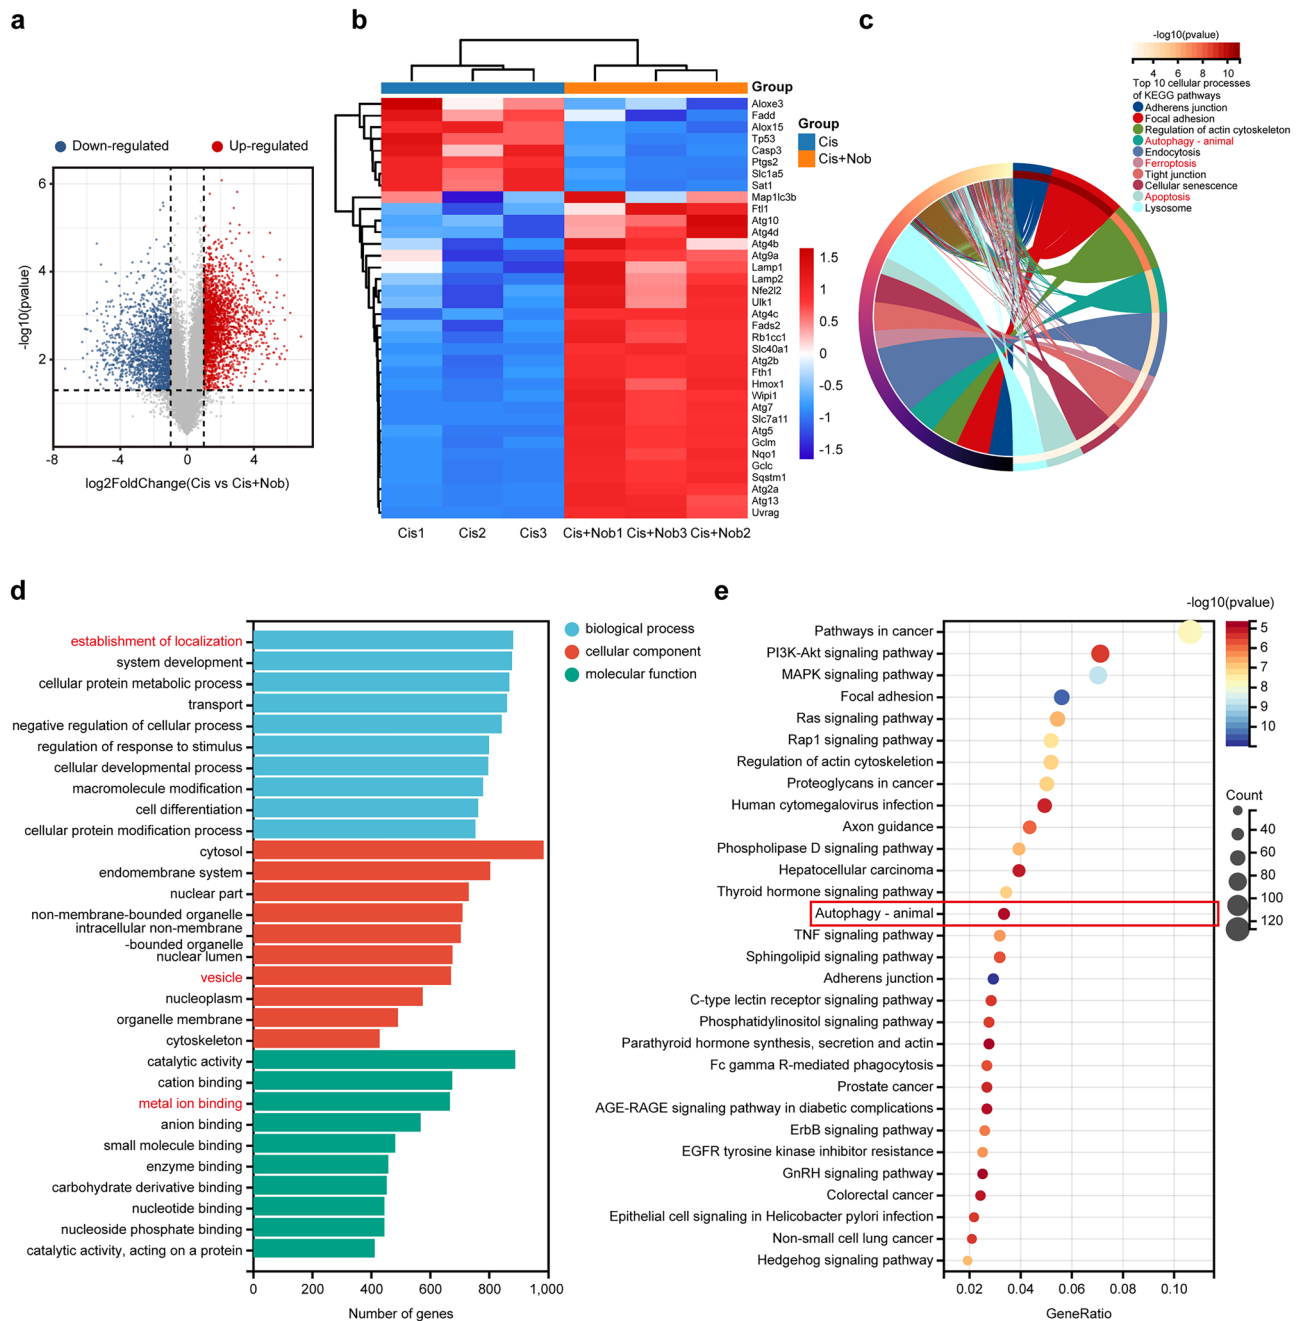 a
Down-regulated
Up-regulated
6
4
2
-8
-4
0
4
-log10(pvalue)
log2FoldChange(Cis vs Cis+Nob)
b
Group
Aloxe3
Fadd
Alox15
Tp53
Casp3
Ptgs2
Slc1a5
Sat1
Map1lc3b
Ftl1
Atg10
Atg4d
Atg4b
Atg9a
Lamp1
Lamp2
Nfe2l2
Ulk1
Atg4c
Fads2
Rb1cc1
Slc40a1
Atg2b
Fth1
Hmox1
Wipi1
Atg7
Slc7a11
Atg5
Gclm
Nqo1
Gclc
Sqstm1
Atg2a
Atg13
Uvrag
Cis1
Cis2
Cis3
Cis+Nob1
Cis+Nob3
Cis+Nob2
Group
Cis
Cis+Nob
1.5
1
0.5
0
-0.5
-1
-1.5
c
-log10(pvalue)
4
6
8
10
Top 10 cellular processes
of KEGG pathways
Adherens junction
Focal adhesion
Regulation of actin cytoskeleton
Autophagy - animal
Endocytosis
Ferroptosis
Tight junction
Cellular senescence
Apoptosis
Lysosome
d
establishment of localization
system development
cellular protein metabolic process
transport
negative regulation of cellular process
regulation of response to stimulus
cellular developmental process
macromolecule modification
cell differentiation
cellular protein modification process
cytosol
endomembrane system
nuclear part
non-membrane-bounded organelle
intracellular non-membrane
-bounded organelle
nuclear lumen
vesicle
nucleoplasm
organelle membrane
cytoskeleton
catalytic activity
cation binding
metal ion binding
anion binding
small molecule binding
enzyme binding
carbohydrate derivative binding
nucleotide binding
nucleoside phosphate binding
catalytic activity, acting on a protein
0
200
400
600
800
1,000
Number of genes
biological process
cellular component
molecular function
e
Pathways in cancer
PI3K-Akt signaling pathway
MAPK signaling pathway
Focal adhesion
Ras signaling pathway
Rap1 signaling pathway
Regulation of actin cytoskeletion
Proteoglycans in cancer
Human cytomegalovirus infection
Axon guidance
Phospholipase D signaling pathway
Hepatocellular carcinoma
Thyroid hormone signaling pathway
Autophagy - animal
TNF signaling pathway
Sphingolipid signaling pathway
Adherens junction
C-type lectin receptor signaling pathway
Phosphatidylinositol signaling pathway
Parathyroid hormone synthesis, secretion and actin
Fc gamma R-mediated phagocytosis
Prostate cancer
AGE-RAGE signaling pathway in diabetic complications
ErbB signaling pathway
EGFR tyrosine kinase inhibitor resistance
GnRH signaling pathway
Colorectal cancer
Epithelial cell signaling in Helicobacter pylori infection
Non-small cell lung cancer
Hedgehog signaling pathway
0.02
0.04
0.06
0.08
0.10
GeneRatio
-log10(pvalue)
5
6
7
8
9
10
Count
40
60
80
100
120